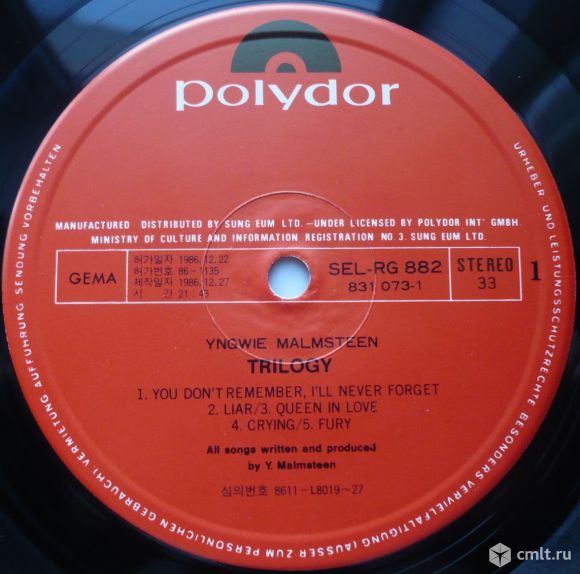 polydor
MANUFACTURED DISTRIBUTED BY SUNG EUM LTD.—UNDER LICENSED BY POLYDOR INT' GMBH.
MINISTRY OF CULTURE AND INFORMATION REGISTRATION NO. 3. SUNG EUM LTD.
GEMA
허가일자 1986.12.22
허가번호 86-1135
제작일자 1986.12.27
시 간 21:43
SEL-RG 882
831 073-1
STEREO
33
1
YNGWIE MALMSTEEN
TRILOGY
1. YOU DON'T REMEMBER, I'LL NEVER FORGET
2. LIAR/3. QUEEN IN LOVE
4. CRYING/5. FURY
All songs written and produced
by Y. Malmsteen
심의번호 8611-L8019~27
URHEBER- UND LEISTUNGSSCHUTZRECHTE BESONDERS VERVIELFÄLTIGUNG (AUSSER ZUM PERSÖNLICHEN GEBRAUCH), VERMIETUNG AUFFÜHRUNG SENDUNG VORBEHALTEN
cmlt.ru